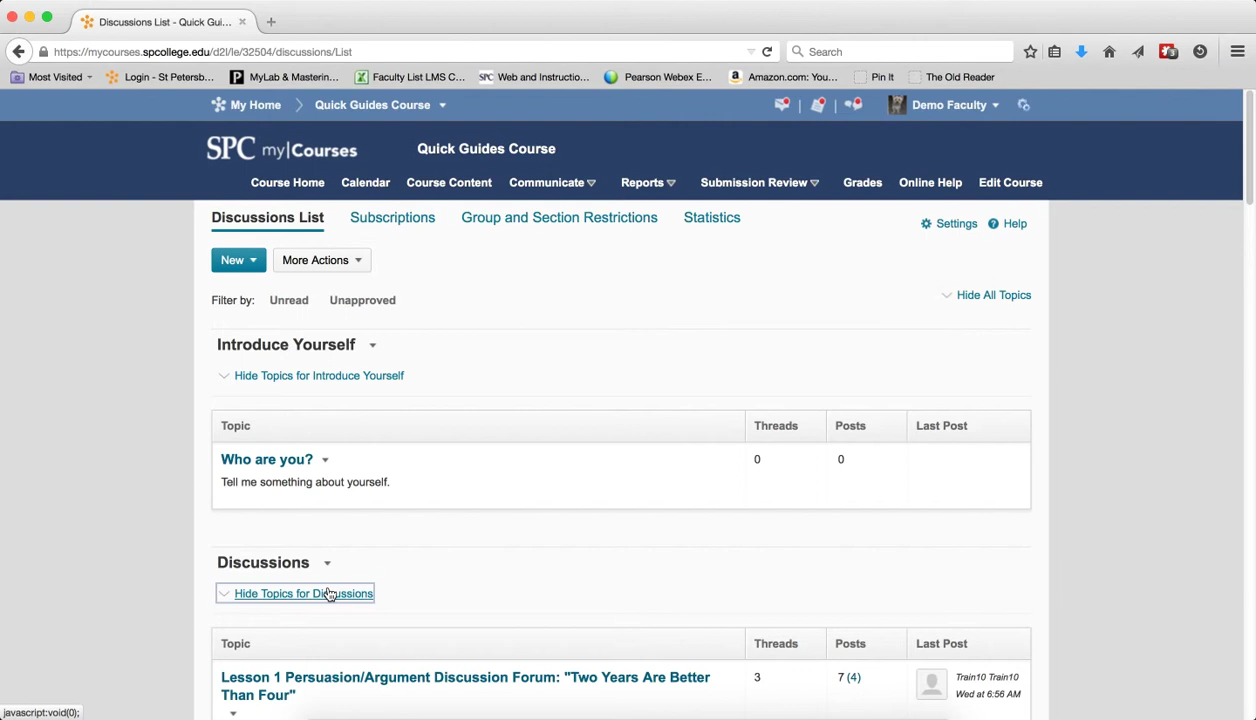 Discussions List - Quick Gui...
https://mycourses.spcollege.edu/d2l/le/32504/discussions/List
Search
Most Visited
Login - St Petersb...
MyLab & Mastering...
Faculty List LMS C...
Web and Instructio...
Pearson Webex E...
Amazon.com: You...
Pin It
The Old Reader
My Home
Quick Guides Course
Demo Faculty
SPC my|Courses
Quick Guides Course
Course Home
Calendar
Course Content
Communicate
Reports
Submission Review
Grades
Online Help
Edit Course
Discussions List
Subscriptions
Group and Section Restrictions
Statistics
Settings
Help
New
More Actions
Filter by:
Unread
Unapproved
Hide All Topics
Introduce Yourself
Hide Topics for Introduce Yourself
Topic
Threads
Posts
Last Post
Who are you?
0
0
Tell me something about yourself.
Discussions
Hide Topics for Discussions
Topic
Threads
Posts
Last Post
Lesson 1 Persuasion/Argument Discussion Forum: "Two Years Are Better
Than Four"
3
7 (4)
Train10 Train10
Wed at 6:56 AM
javascript:void(0);